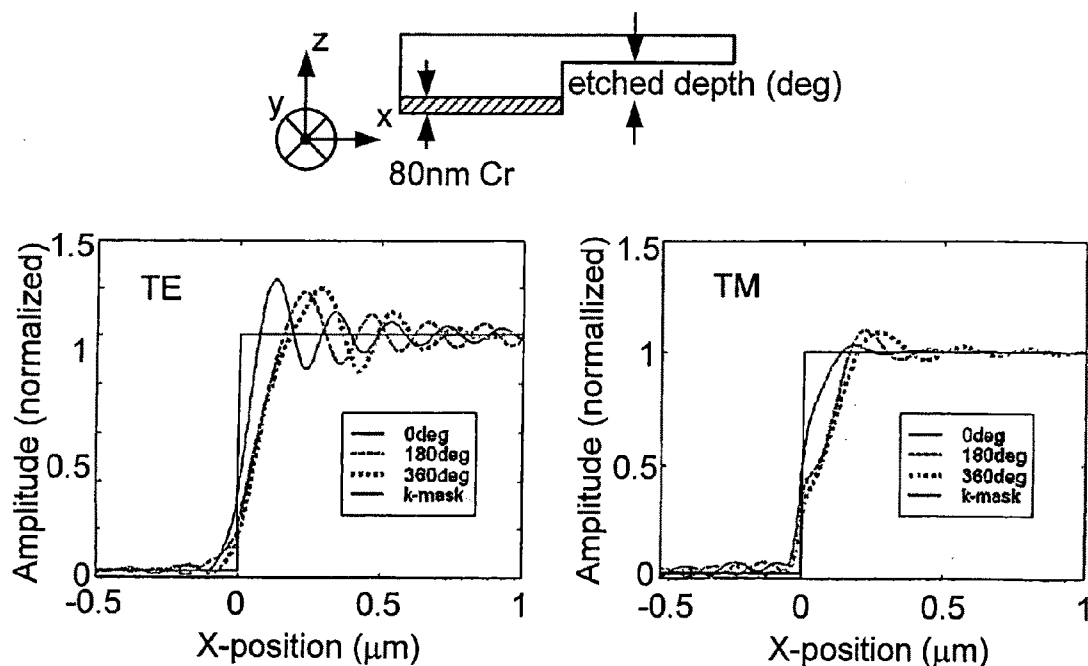 z
y
x
etched depth (deg)
80nm Cr
TE
Amplitude (normalized)
1.5
1
0.5
0
-0.5
0
0.5
1
X-position (μm)
0deg
180deg
360deg
k-mask
TM
Amplitude (normallized)
1.5
1
0.5
0
-0.5
0
0.5
1
X-position (μm)
0deg
180deg
360deg
k-mask